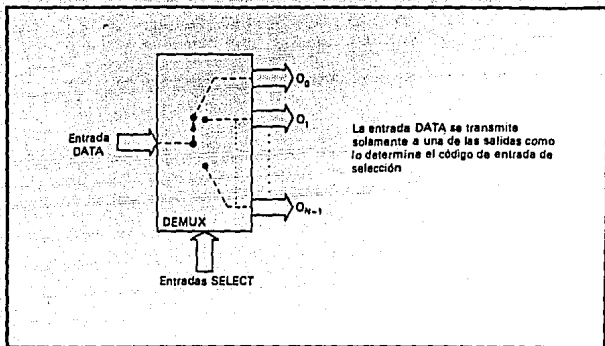 O₀
O₁
Entrada
DATA
La entrada DATA se transmite
solamente a una de las salidas como
lo determina el código de entrada de
selección
O_N-1
DEMUX
Entradas SELECT